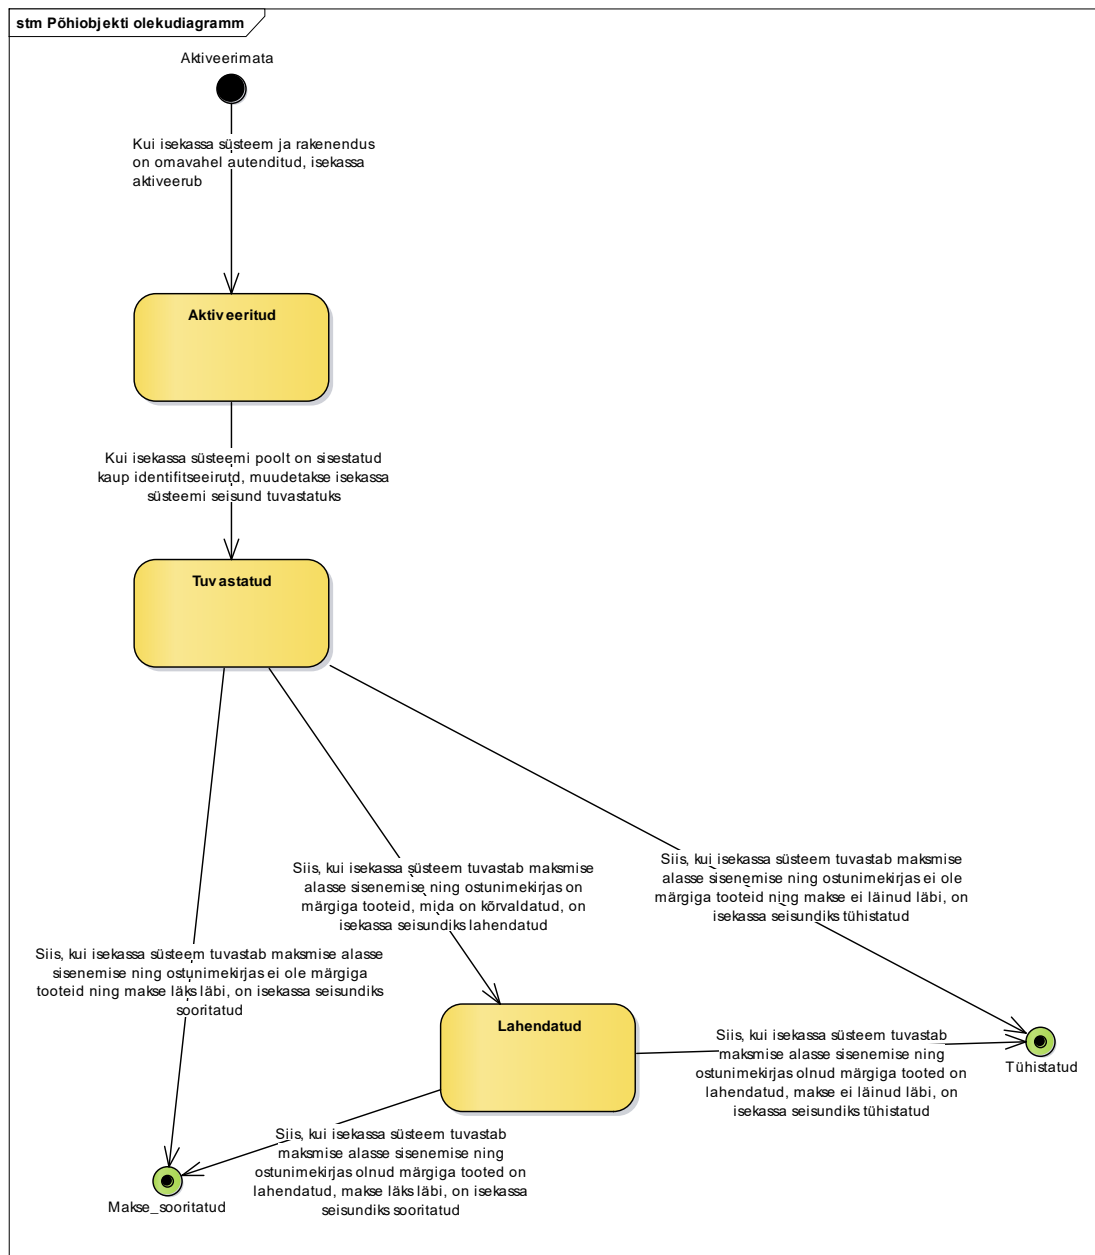 stm Põhiobjekti olekudiagramm
Aktiveerimata
Kui isekassa süsteem ja rakenendus
on omavahel autenditud, isekassa
aktiveerub
Aktiveeritud
Kui isekassa süsteemi poolt on sisestatud
kaup identifitseeirutd, muudetakse isekassa
süsteemi seisund tuvastatuks
Tuvastatud
Siis, kui isekassa süsteem tuvastab maksmise
alasse sisenemise ning ostunimekirjas ei ole
märgiga tooteid ning makse ei läinud läbi, on
isekassa seisundiks tühistatud
Siis, kui isekassa süsteem tuvastab maksmise
alasse sisenemise ning ostunimekirjas on
märgiga tooteid, mida on kõrvaldatud, on
isekassa seisundiks lahendatud
Siis, kui isekassa süsteem tuvastab maksmise alasse
sisenemise ning ostunimekirjas ei ole märgiga
tooteid ning makse läks läbi, on isekassa seisundiks
sooritatud
Lahendatud
Siis, kui isekassa süsteem tuvastab
maksmise alasse sisenemise ning
ostunimekirjas olnud märgiga tooted on
lahendatud, makse ei läinud läbi, on
isekassa seisundiks tühistatud
Tühistatud
Siis, kui isekassa süsteem tuvastab
maksmise alasse sisenemise ning
ostunimekirjas olnud märgiga tooted on
lahendatud, makse läks läbi, on isekassa
seisundiks sooritatud
Makse_sooritatud